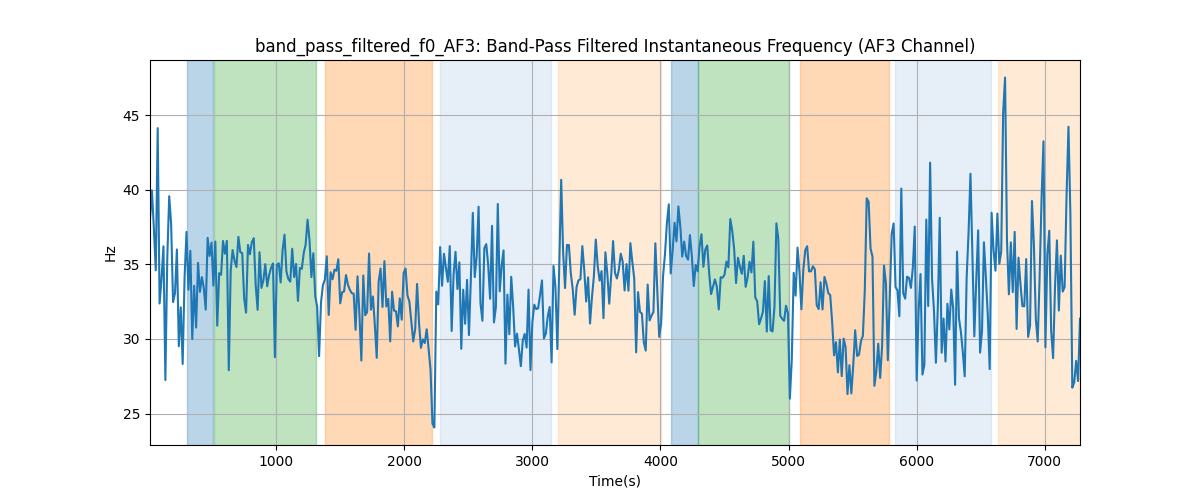 band_pass_filtered_f0_AF3: Band-Pass Filtered Instantaneous Frequency (AF3 Channel)
45
40
35
30
25
Hz
1000 2000 3000 4000 5000 6000 7000
Time(s)